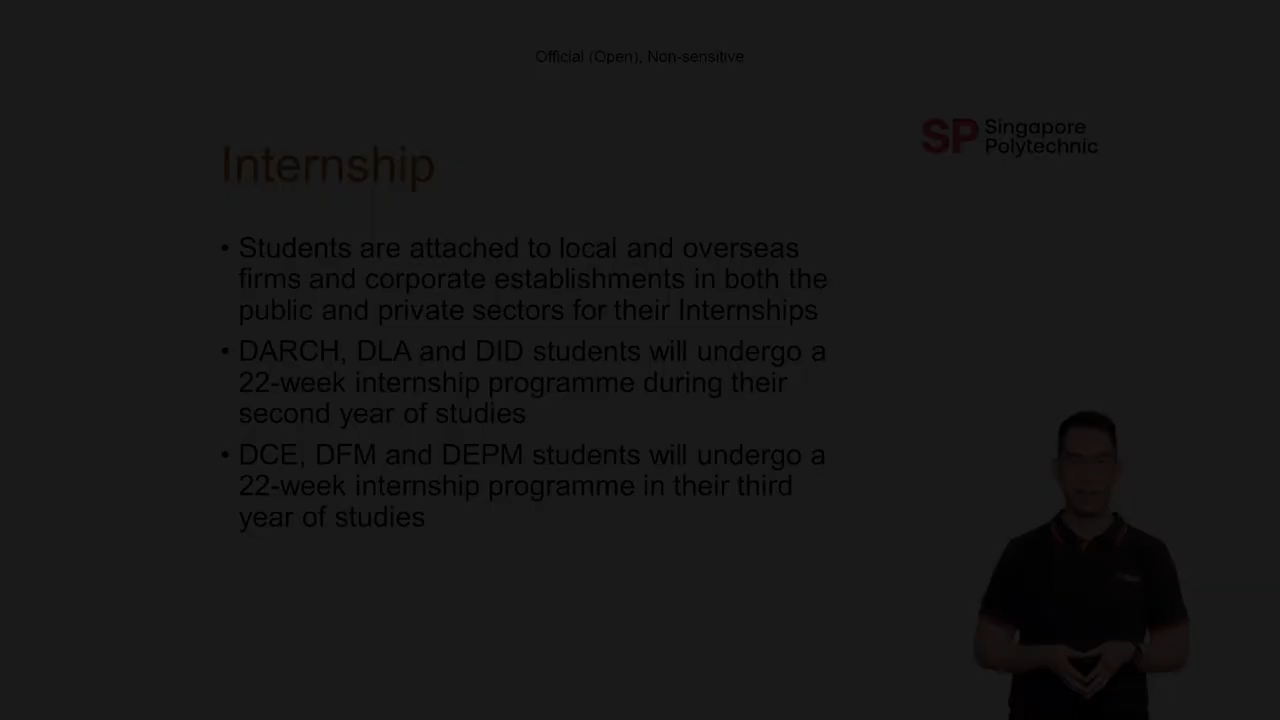 Official (Open), Non-sensitive
SP Singapore
Polytechnic
Internship
• Students are attached to local and overseas
firms and corporate establishments in both the
public and private sectors for their Internships
• DARCH, DLA and DID students will undergo a
22-week internship programme during their
second year of studies
• DCE, DFM and DEPM students will undergo a
22-week internship programme in their third
year of studies